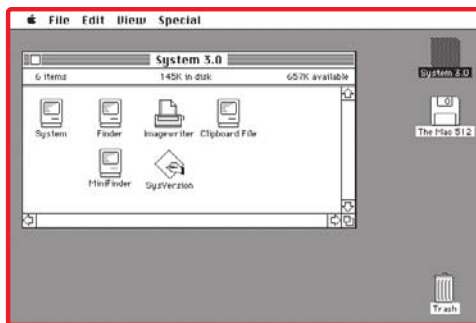 File Edit View Special
System 3.0
6 items 145K in disk 657K available
System Finder Imagewriter Clipboard File
MiniFinder SysVersion
System 3.0
The Mac 512
Trash